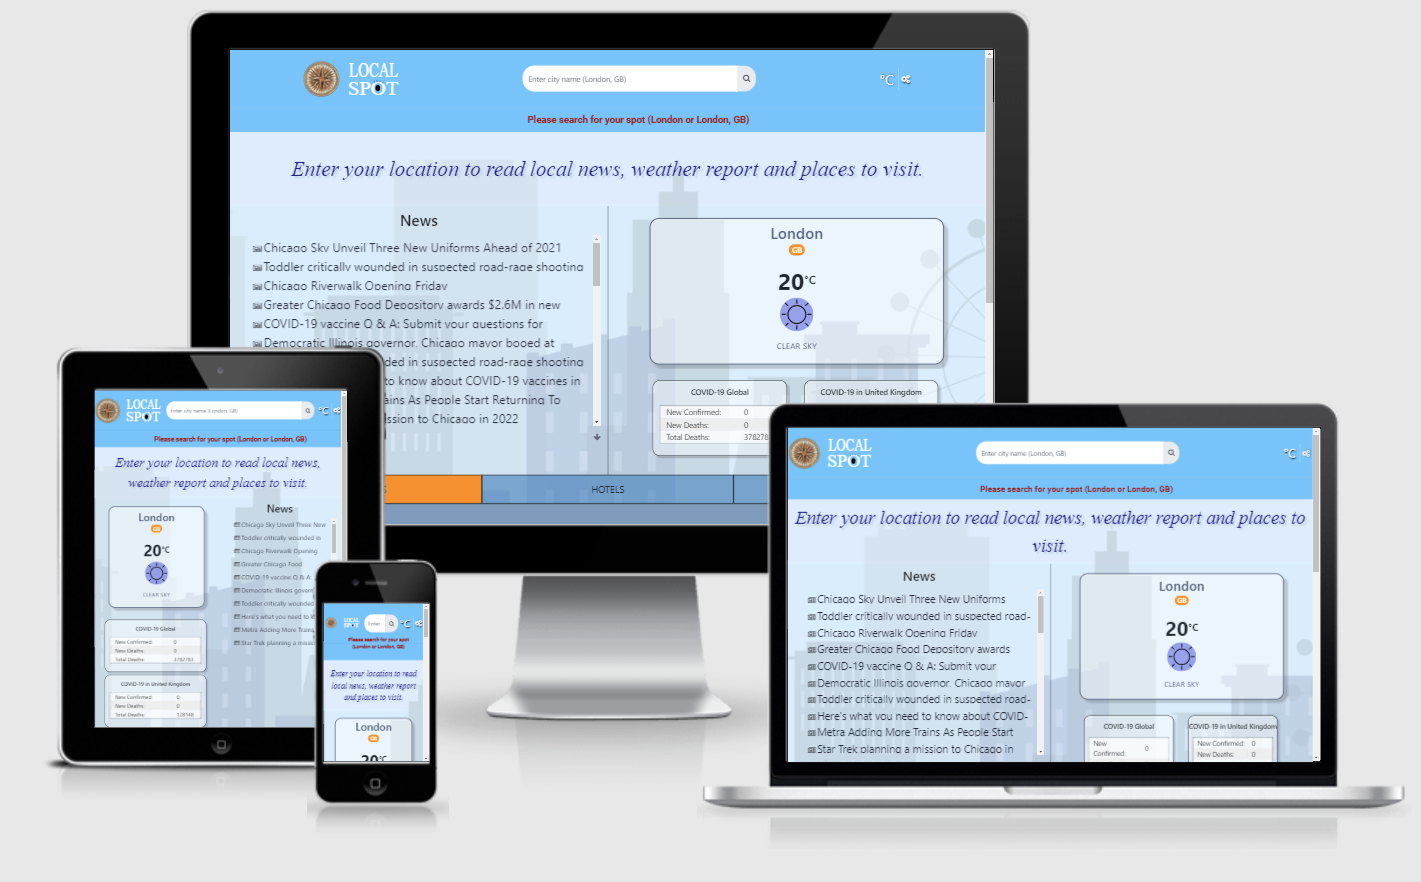 LOCAL
SPOT
Enter city name (London, GB)
°C
Please search for your spot (London or London, GB)
Enter your location to read local news, weather report and places to visit.
News
Chicago Sky Unveil Three New Uniforms Ahead of 2021
Toddler critically wounded in suspected road-rage shooting
Chicago Riverwalk Opening Friday
Greater Chicago Food Depository awards $2.6M in new
COVID-19 vaccine Q & A: Submit your questions for
Democratic Illinois governor, Chicago mayor booed at
ded in suspected road-rage shooting
to know about COVID-19 vaccines in
ains As People Start Returning To
ssion to Chicago in 2022
London
GB
20°C
CLEAR SKY
COVID-19 Global
New Confirmed: 0
New Deaths: 0
Total Deaths: 378278
COVID-19 in United Kingdom
S
HOTELS
LOCAL
SPOT
Enter city name (London, GB)
°C
Please search for your spot (London or London, GB)
Enter your location to read local news,
weather report and places to visit.
London
GB
20°C
CLEAR SKY
COVID-19 Global
New Confirmed: 0
New Deaths: 0
Total Deaths: 3782783
COVID-19 in United Kingdom
New Confirmed: 0
New Deaths: 0
Total Deaths: 128148
News
Chicago Sky Unveil Three New
Toddler critically wounded in
Chicago Riverwalk Opening
Greater Chicago Food
COVID-19 vaccine Q & A:
Democratic Illinois govern
Toddler critically wounded
Here's what you need to k
Metra Adding More Trains
Star Trek planning a missi
LOCAL
SPOT
Enter
°C
Please search for your spot
(London or London, GB)
Enter your location to read
local news, weather report
and places to visit.
London
GB
20°C
LOCAL
SPOT
Enter city name (London, GB)
°C
Please search for your spot (London or London, GB)
Enter your location to read local news, weather report and places to
visit.
News
Chicago Sky Unveil Three New Uniforms
Toddler critically wounded in suspected road-
Chicago Riverwalk Opening Friday
Greater Chicago Food Depository awards
COVID-19 vaccine Q & A: Submit your
Democratic Illinois governor, Chicago mayor
Toddler critically wounded in suspected road-
Here's what you need to know about COVID-
Metra Adding More Trains As People Start
Star Trek planning a mission to Chicago in
London
GB
20°C
CLEAR SKY
COVID-19 Global
New
Confirmed: 0
COVID-19 in United Kingdom
New Confirmed: 0
New Deaths: 0